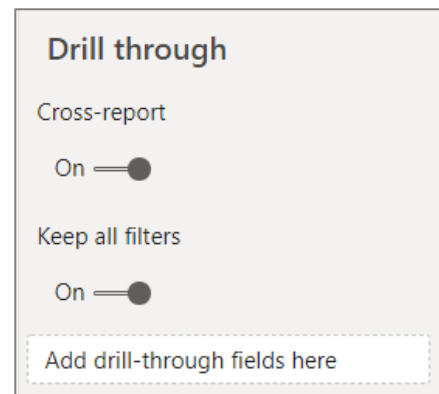 Drill through
Cross-report
On
Keep all filters
On
Add drill-through fields here